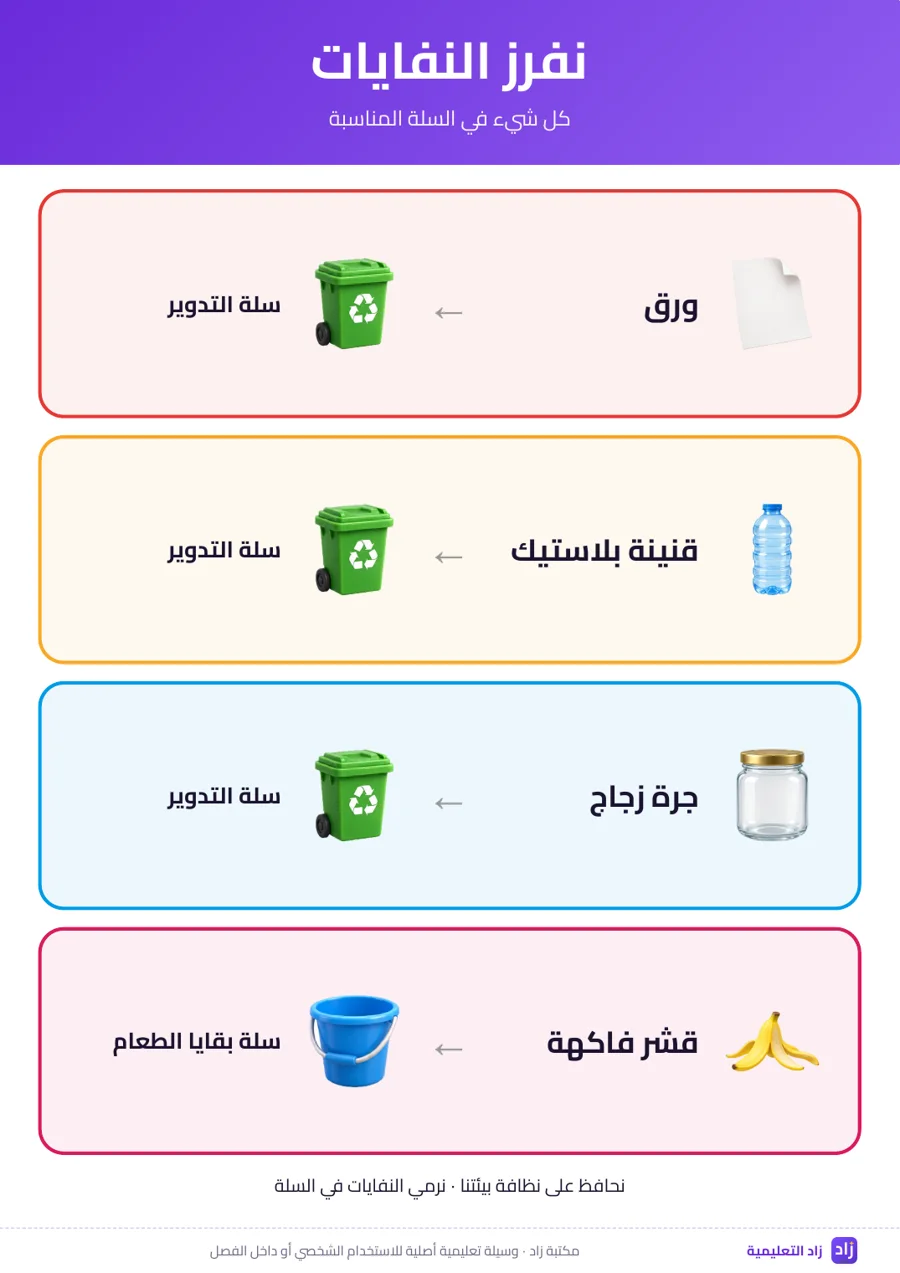 نفرز النفايات
كل شيء في السلة المناسبة
ورق ← سلة التدوير
قنينة بلاستيك ← سلة التدوير
جرة زجاج ← سلة التدوير
قشر فاكهة ← سلة بقايا الطعام
نحافظ على نظافة بيئتنا · نرمي النفايات في السلة
زاد زاد التعليمية
مكتبة زاد · وسيلة تعليمية أصلية للاستخدام الشخصي أو داخل الفصل